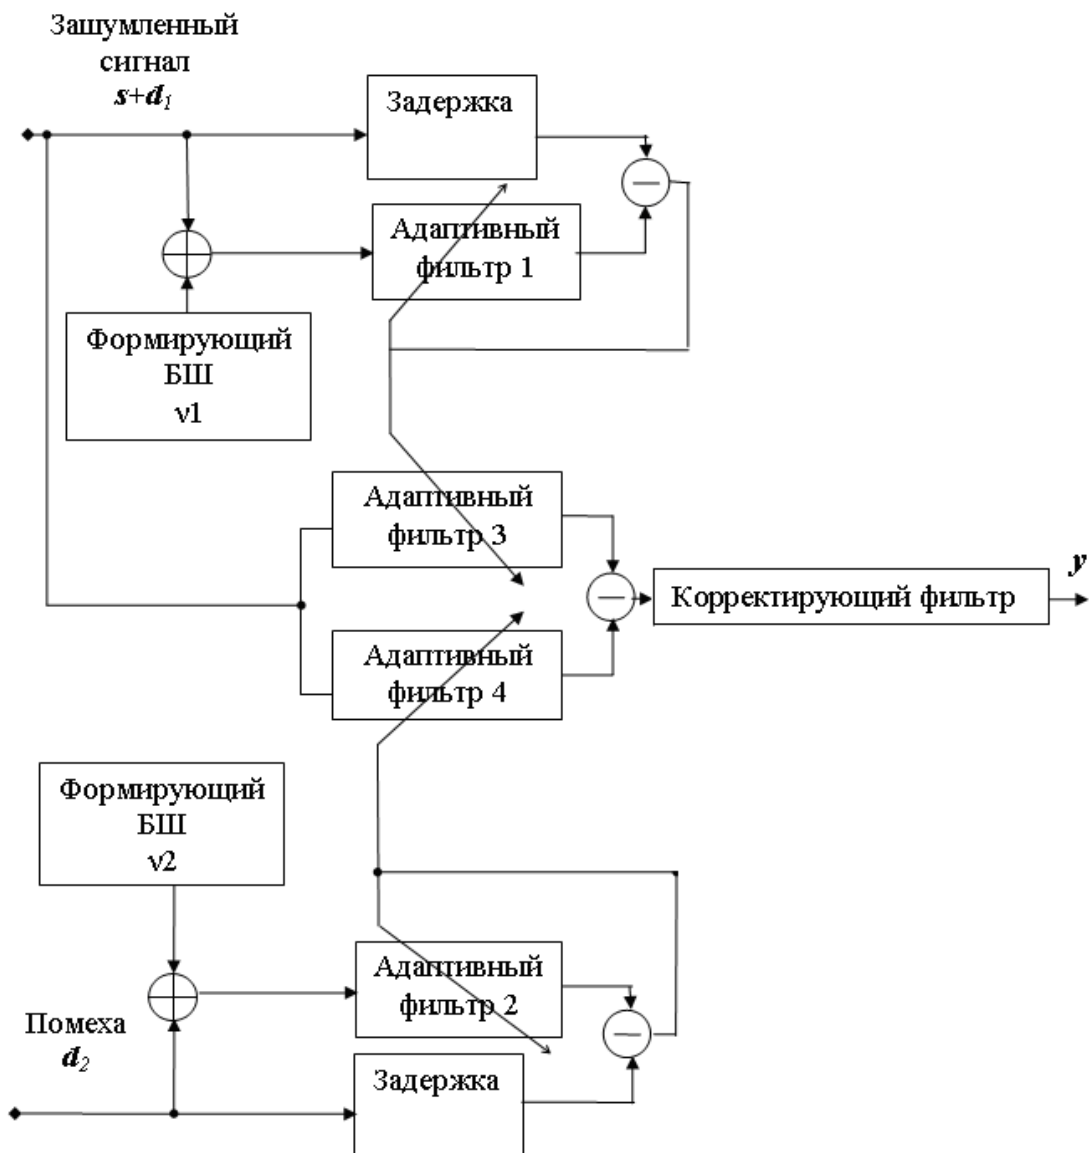 Зашумленный
сигнал
s+d₁
Задержка
Адаптивный
фильтр 1
Формирующий
БШ
v1
Адаптивный
фильтр 3
y
Корректирующий фильтр
Адаптивный
фильтр 4
Формирующий
БШ
v2
Адаптивный
фильтр 2
Помеха
d₂
Задержка